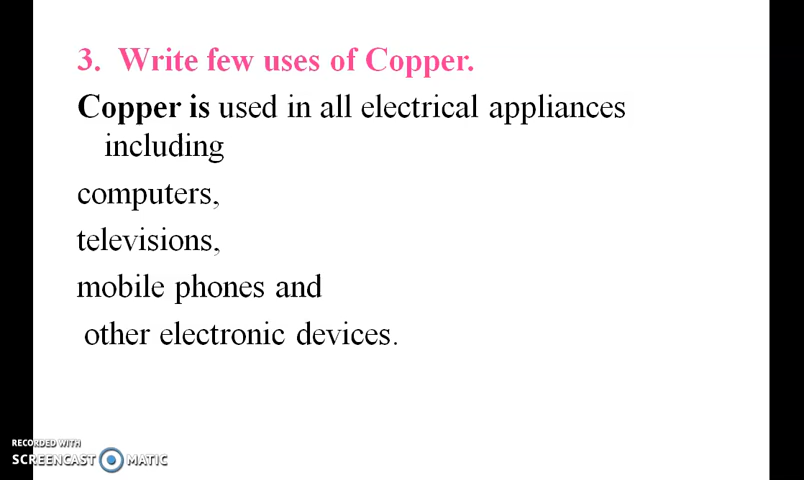 3. Write few uses of Copper.
Copper is used in all electrical appliances
including
computers,
televisions,
mobile phones and
other electronic devices.
RECORDED WITH
SCREENCAST MATIC